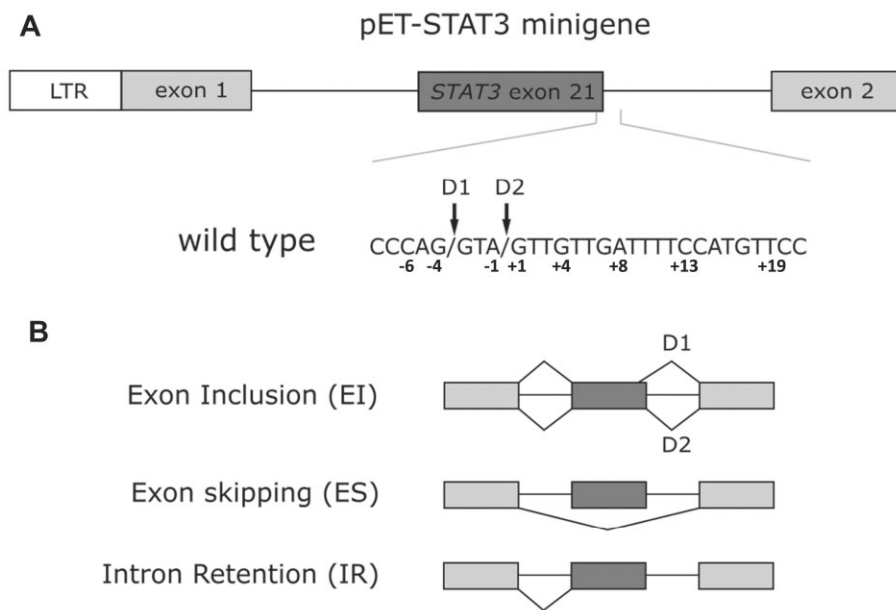 A
pET-STAT3 minigene
LTR exon 1 STAT3 exon 21 exon 2
D1 D2
wild type CCCAG/GTA/GTTGTTGATTTTCCATGTTCC
-6 -4 -1 +1 +4 +8 +13 +19
B
D1
Exon Inclusion (EI)
D2
Exon skipping (ES)
Intron Retention (IR)